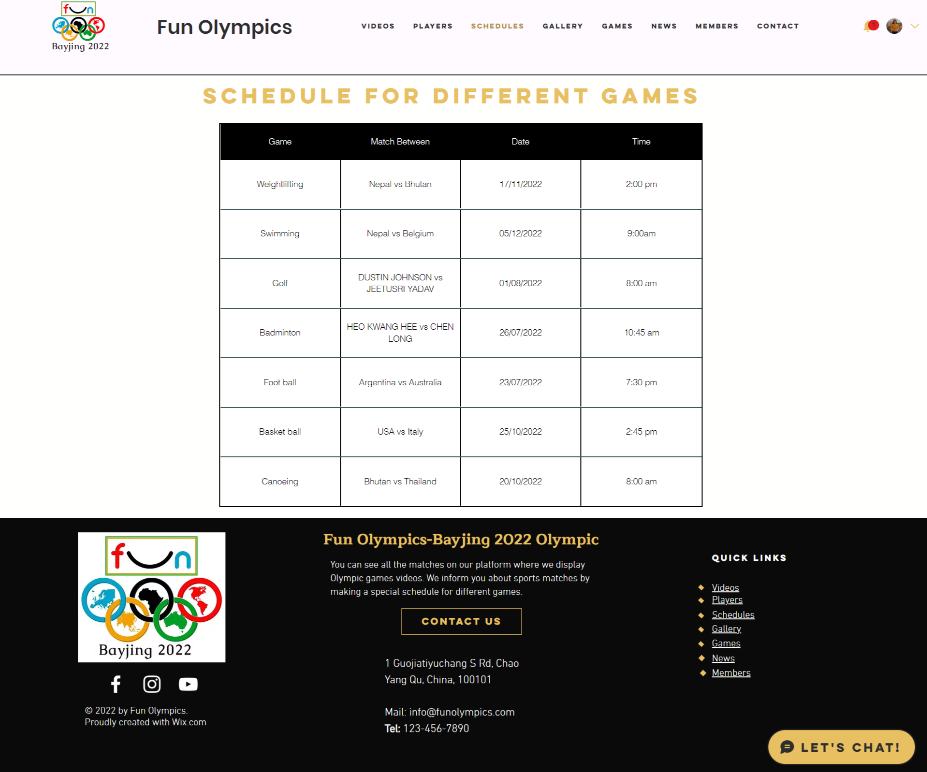 fun
Bayjing 2022
Fun Olympics
VIDEOS PLAYERS SCHEDULES GALLERY GAMES NEWS MEMBERS CONTACT
SCHEDULE FOR DIFFERENT GAMES
Game Match Between Date Time
Weightlifting Nepal vs Bhutan 17/11/2022 2:00 pm
Swimming Nepal vs Belgium 05/12/2022 9:00am
Golf DUSTIN JOHNSON vs JEETUSRI YADAV 01/08/2022 8:00 am
Badminton HEO KWANG HEE vs CHEN LONG 26/07/2022 10:45 am
Foot ball Argentina vs Australia 23/07/2022 7:30 pm
Basket ball USA vs Italy 25/10/2022 2:45 pm
Canoeing Bhutan vs Thailand 20/10/2022 8:00 am
fun
Bayjing 2022
© 2022 by Fun Olympics.
Proudly created with Wix.com
Fun Olympics-Bayjing 2022 Olympic
You can see all the matches on our platform where we display
Olympic games videos. We inform you about sports matches by
making a special schedule for different games.
CONTACT US
1 Guojiatiyuchang S Rd, Chao
Yang Qu, China, 100101
Mail: info@funolympics.com
Tel: 123-456-7890
QUICK LINKS
Videos
Players
Schedules
Gallery
Games
News
Members
LET'S CHAT!